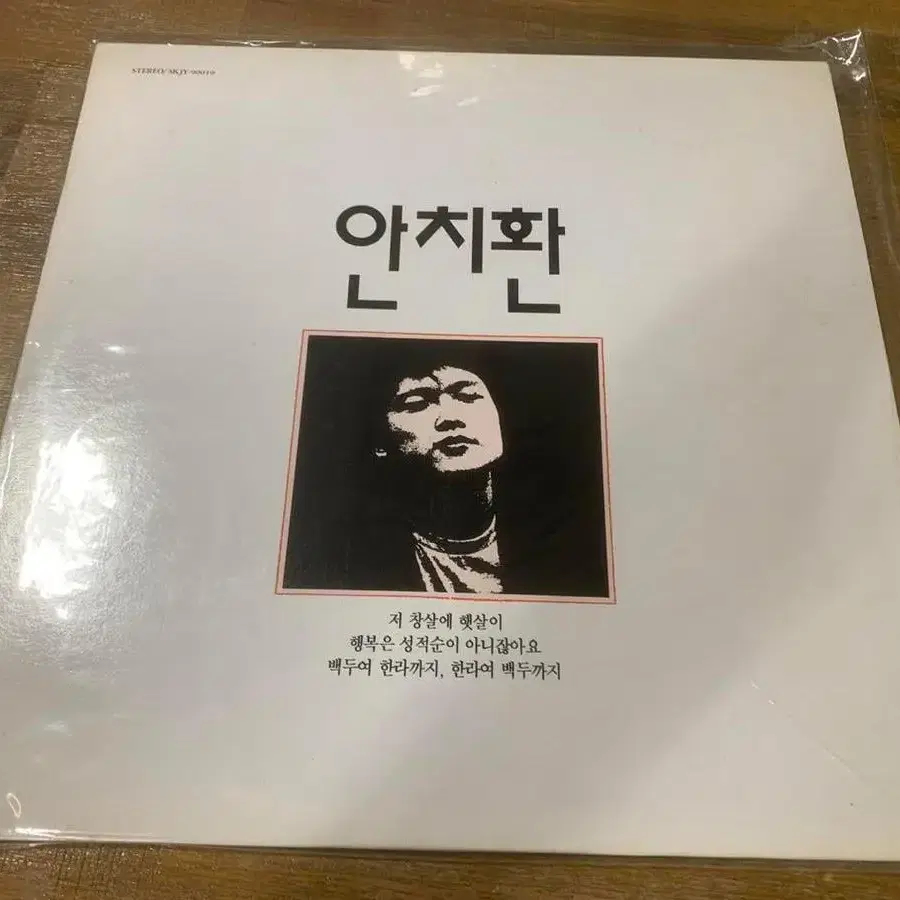 STEREO/SKJY-90019
안치환
저 창살에 햇살이
행복은 성적순이 아니잖아요
백두여 한라까지, 한라여 백두까지